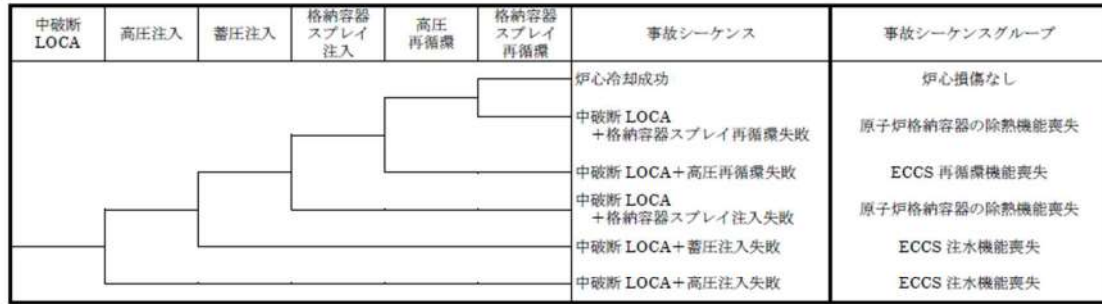 中破断
LOCA
高圧注入
蓄圧注入
格納容器
スプレイ
注入
高圧
再循環
格納容器
スプレイ
再循環
事故シーケンス
事故シーケンスグループ
炉心冷却成功
炉心損傷なし
中破断 LOCA
+格納容器スプレイ再循環失敗
原子炉格納容器の除熱機能喪失
中破断 LOCA+高圧再循環失敗
ECCS 再循環機能喪失
中破断 LOCA
+格納容器スプレイ注入失敗
原子炉格納容器の除熱機能喪失
中破断 LOCA+蓄圧注入失敗
ECCS 注水機能喪失
中破断 LOCA+高圧注入失敗
ECCS 注水機能喪失